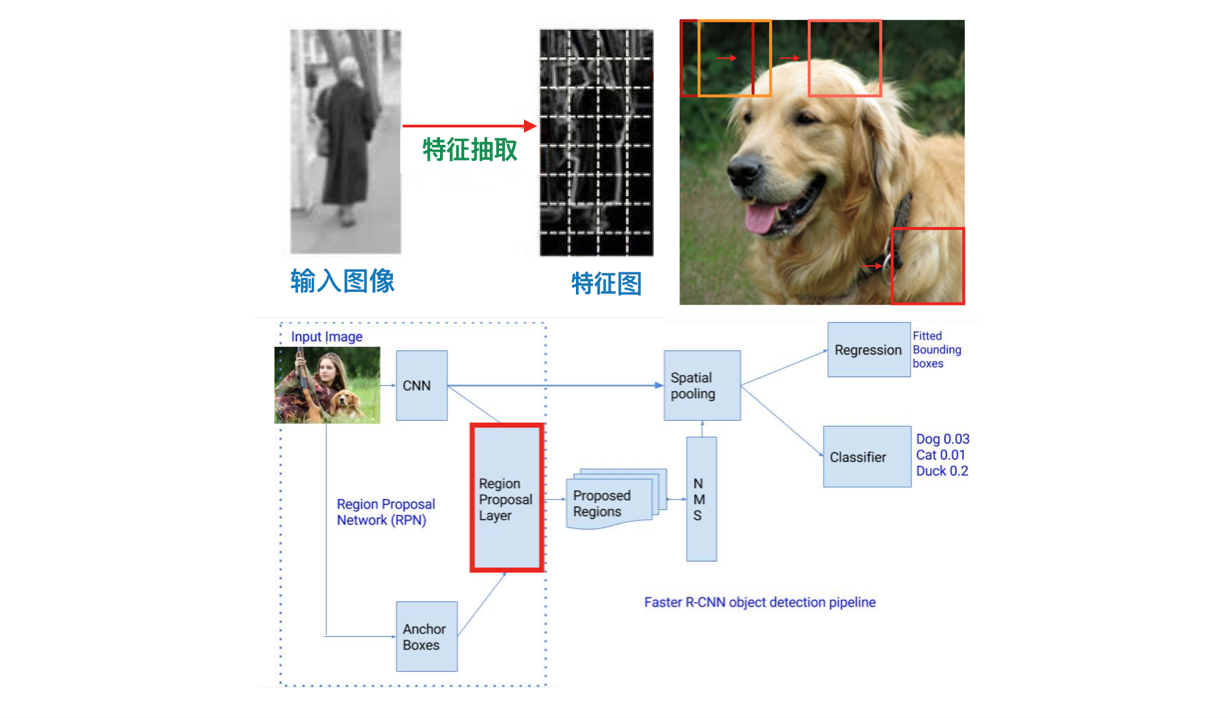 特征抽取
输入图像
特征图
Input Image
CNN
Region
Proposal
Layer
Region Proposal
Network (RPN)
Anchor
Boxes
Proposed
Regions
N
M
S
Spatial
pooling
Regression
Fitted
Bounding
boxes
Classifier
Dog 0.03
Cat 0.01
Duck 0.2
Faster R-CNN object detection pipeline